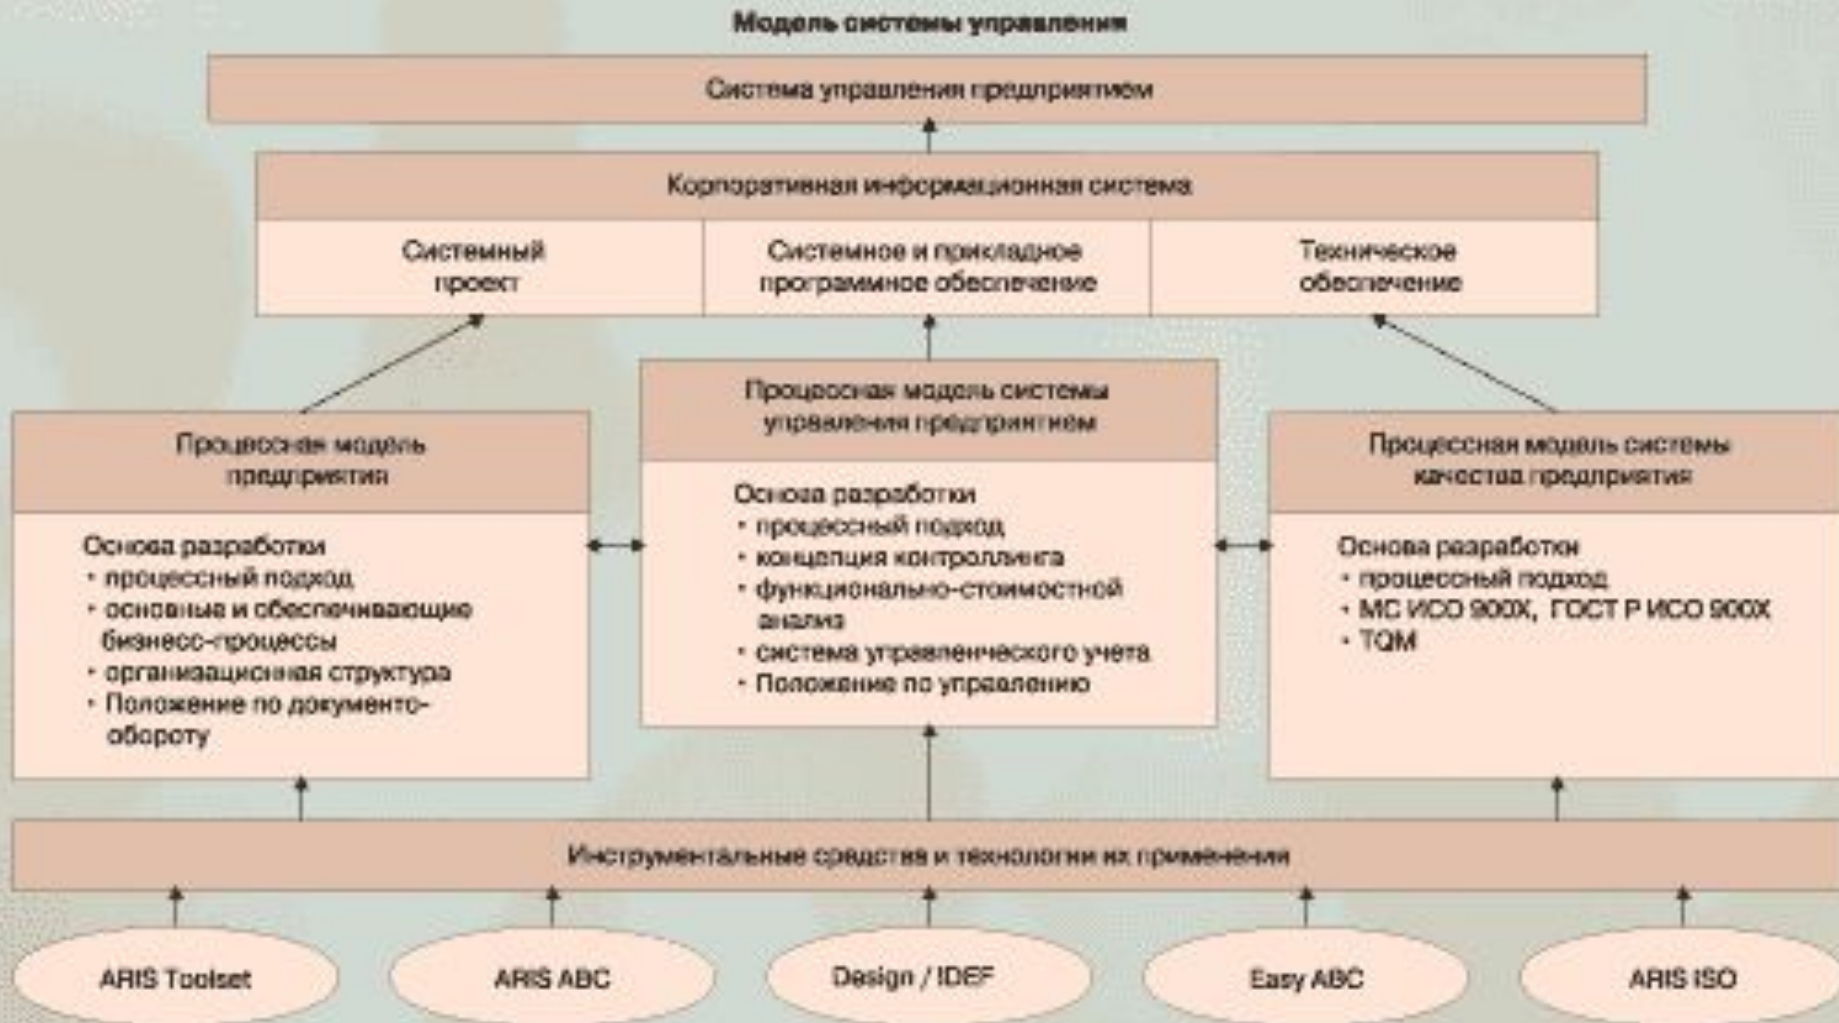 Модель системы управления
Система управления предприятием
Корпоративная информационная система
Системный
проект
Системное и прикладное
программное обеспечение
Техническое
обеспечение
Процессная модель
предприятия
Основа разработки
• процессный подход
• основные и обеспечивающие
бизнесс-процессы
• организационная структура
• Положение по документо-
обороту
Процессная модель системы
управления предприятием
Основа разработки
• процессный подход
• концепция контроллинга
• функционально-стоимостной
анализ
• система управленческого учета
• Положение по управлению
Процессная модель системы
качества предприятия
Основа разработки
• процессный подход
• МС ИСО 900X, ГОСТ Р ИСО 900X
• TQM
Инструментальные средства и технологии их применения
ARIS Toolset
ARIS ABC
Design / IDEF
Easy ABC
ARIS ISO